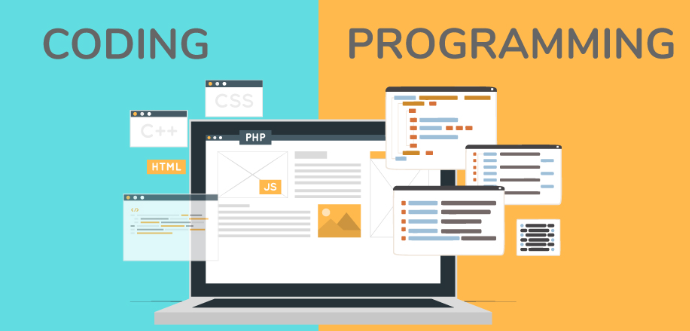 CODING
PROGRAMMING
CSS
C++
PHP
HTML
JS